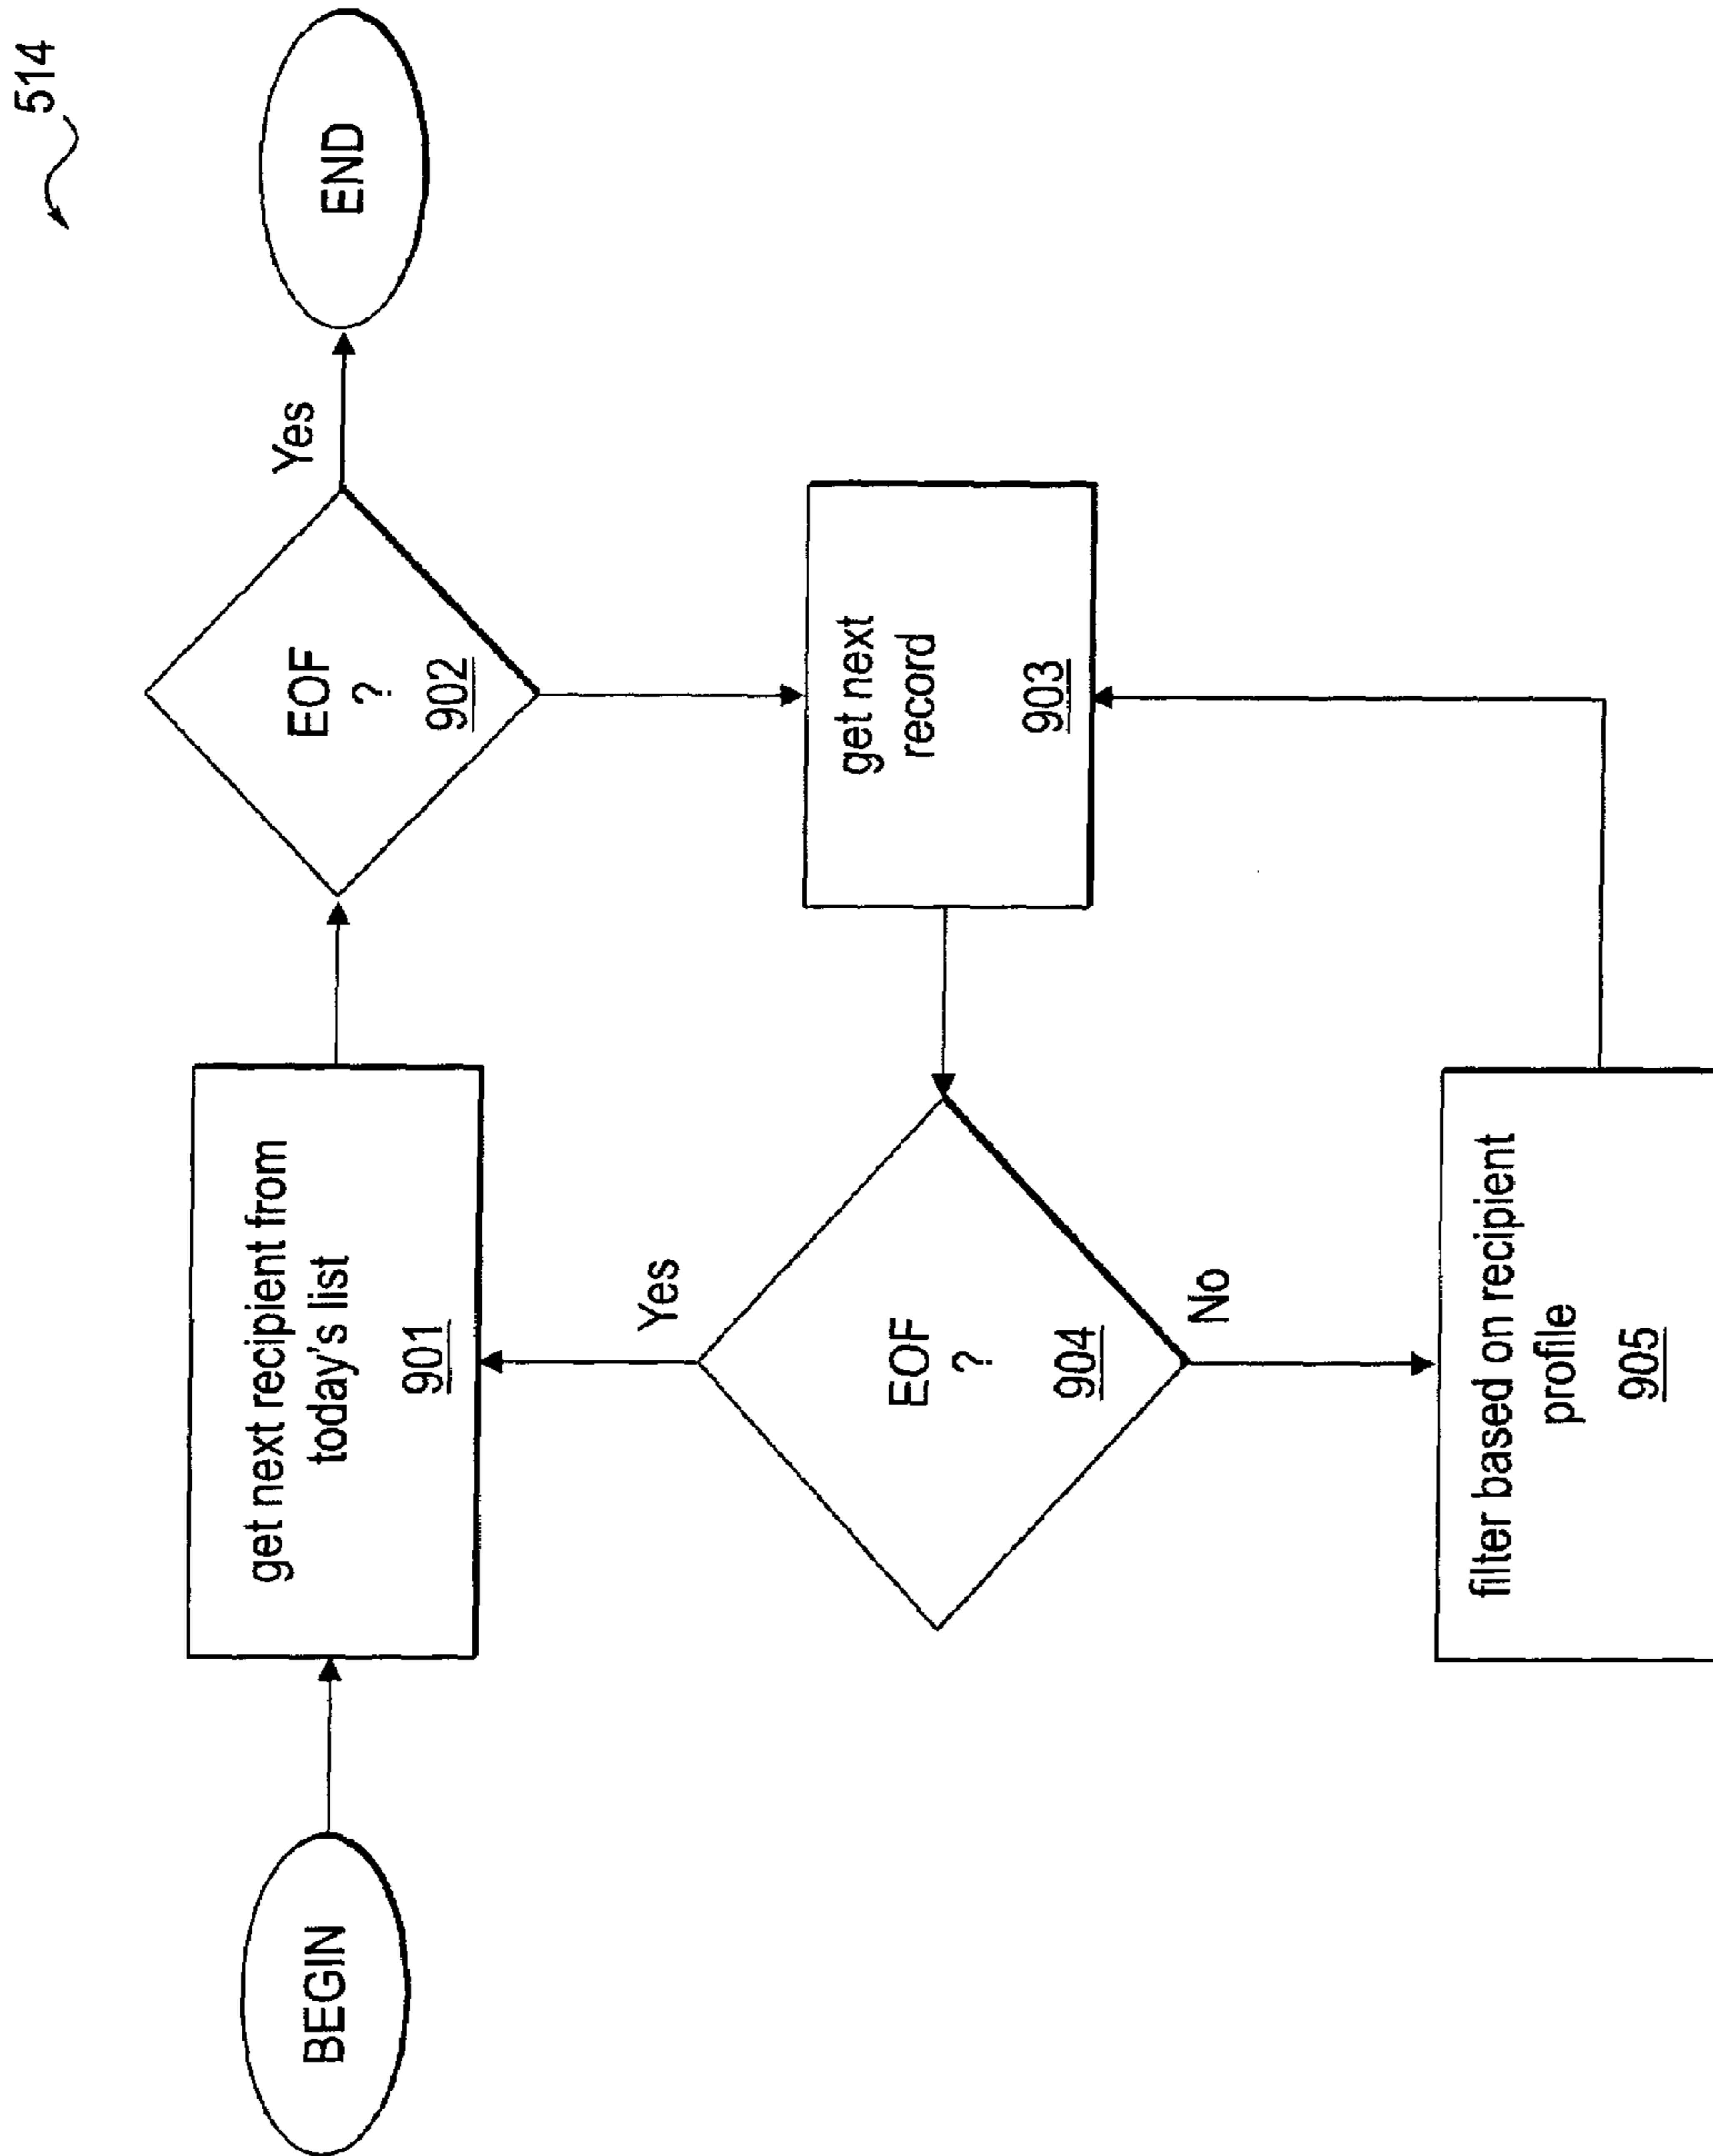 514
BEGIN
get next recipient from
today's list
901
EOF
?
902
Yes
END
get next
record
903
EOF
?
904
Yes
No
filter based on recipient
profile
905